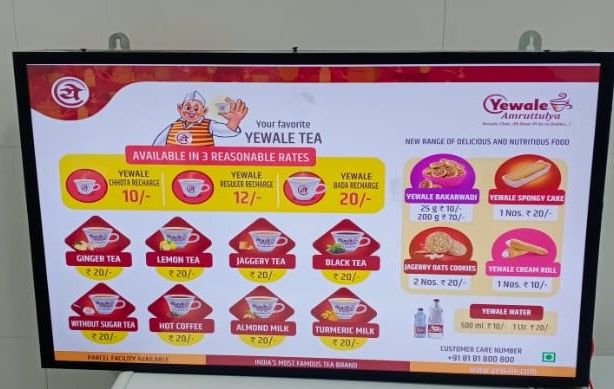 ये
Yewale
Amruttulya
Your favorite
YEWALE TEA
AVAILABLE IN 3 REASONABLE RATES
YEWALE
CHHOTA RECHARGE
10/-
YEWALE
REGULER RECHARGE
12/-
YEWALE
BADA RECHARGE
20/-
GINGER TEA
₹ 20/-
LEMON TEA
₹ 20/-
JAGGERY TEA
₹ 20/-
BLACK TEA
₹ 20/-
WITHOUT SUGAR TEA
₹ 20/-
HOT COFFEE
₹ 20/-
ALMOND MILK
₹ 20/-
TURMERIC MILK
₹ 20/-
NEW RANGE OF DELICIOUS AND NUTRITIOUS FOOD
YEWALE BAKARWADI
25 g ₹ 10/-
200 g ₹ 70/-
YEWALE SPONGY CAKE
1 Nos. ₹ 20/-
JAGERRY OATS COOKIES
2 Nos. ₹ 20/-
YEWALE CREAM ROLL
1 Nos. ₹ 10/-
YEWALE WATER
500 ml. ₹ 10/- 1 Ltr. ₹ 20/-
CUSTOMER CARE NUMBER
+91 81 81 800 800
PARCEL FACILITY AVAILABLE
INDIA'S MOST FAMOUS TEA BRAND
www.yewale.com